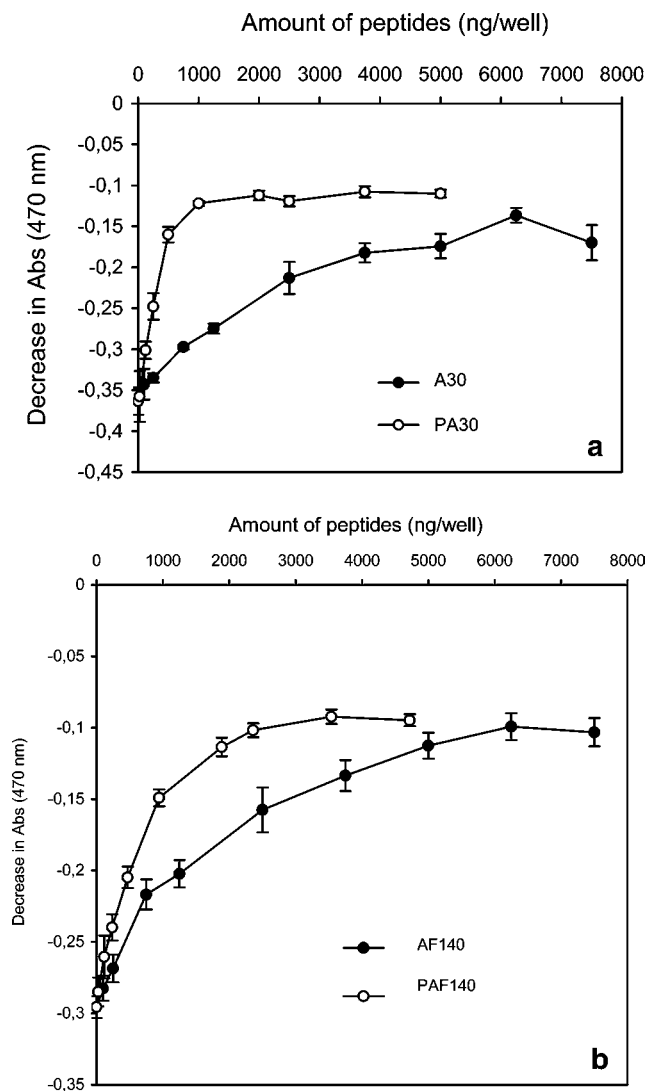 Amount of peptides (ng/well)
0 1000 2000 3000 4000 5000 6000 7000 8000
0
-0,05
-0,1
-0,15
-0,2
-0,25
-0,3
-0,35
-0,4
-0,45
Decrease in Abs (470 nm)
A30
PA30
a
Amount of peptides (ng/well)
0 1000 2000 3000 4000 5000 6000 7000 8000
0
-0,05
-0,1
-0,15
-0,2
-0,25
-0,3
-0,35
Decrease in Abs (470 nm)
AF140
PAF140
b